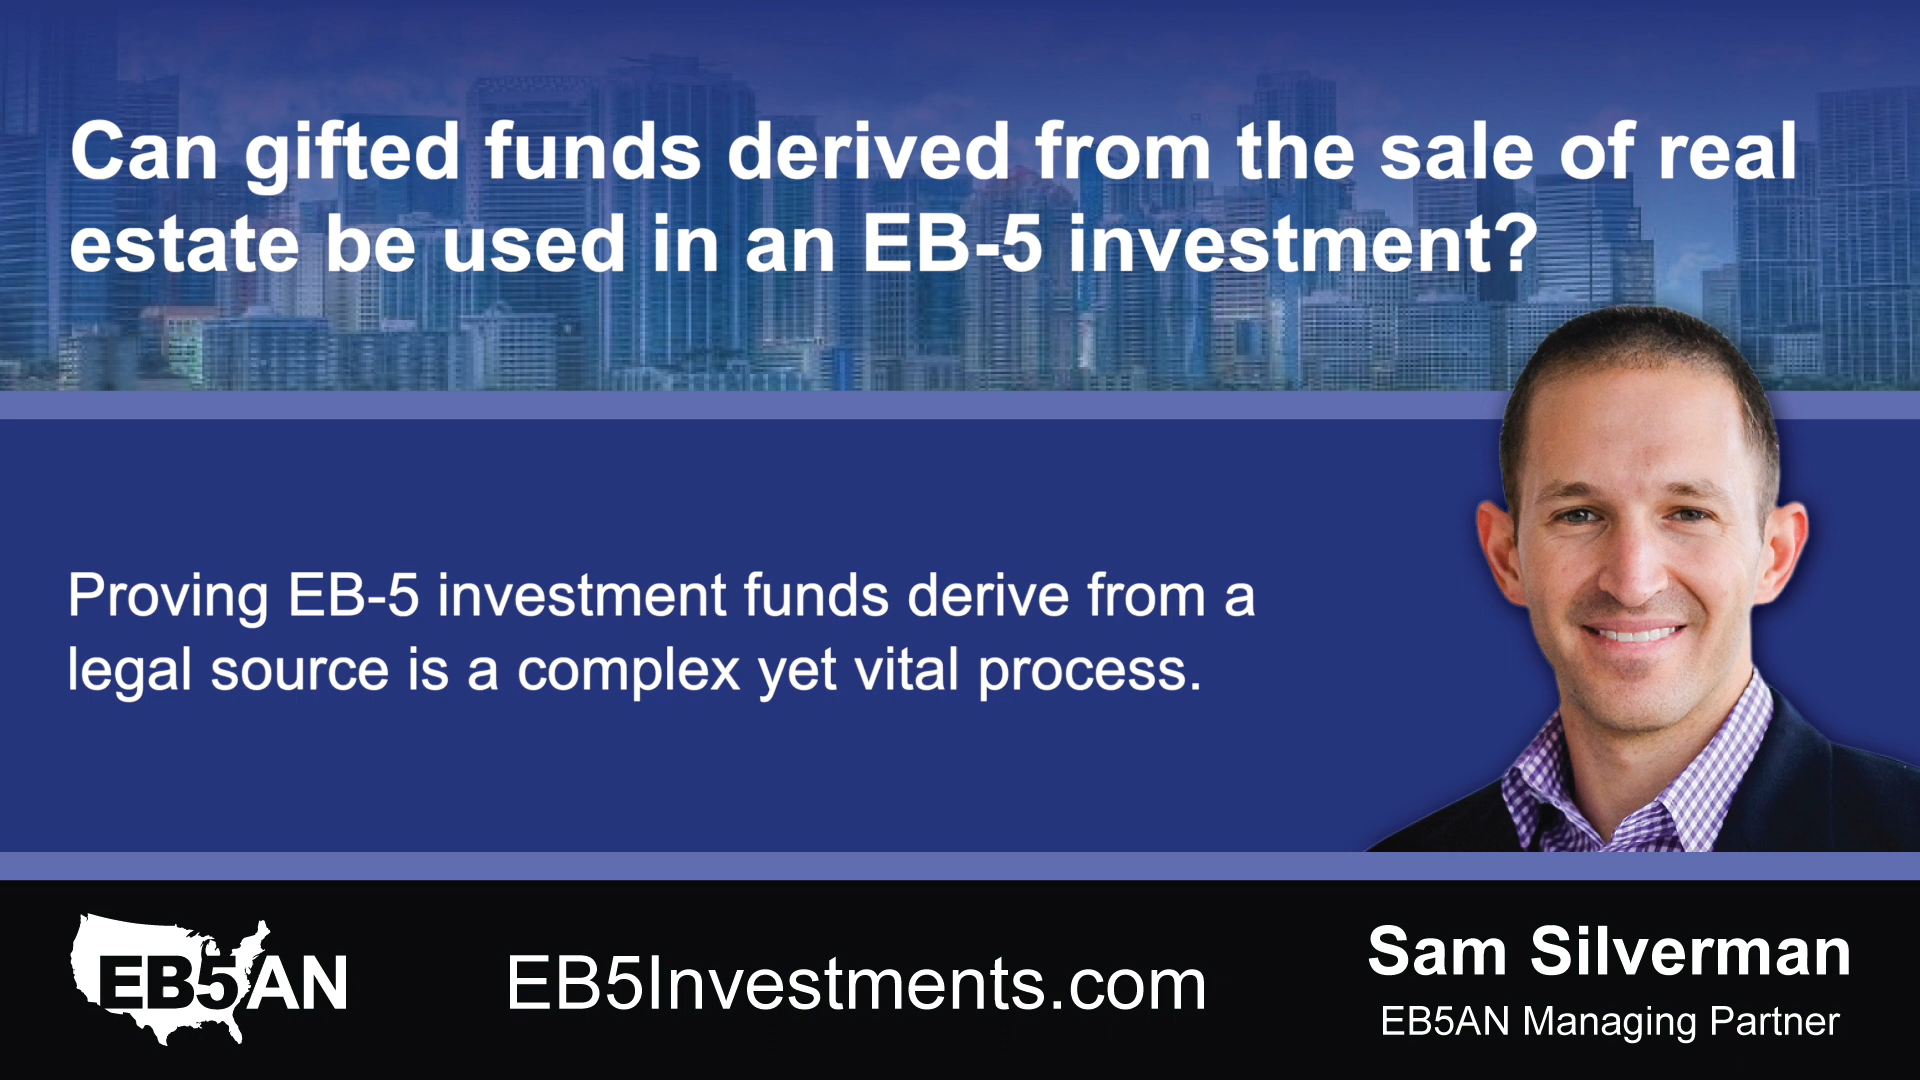 Can gifted funds derived from the sale of real
estate be used in an EB-5 investment?
Proving EB-5 investment funds derive from a
legal source is a complex yet vital process.
EB5AN
EB5Investments.com
Sam Silverman
EB5AN Managing Partner